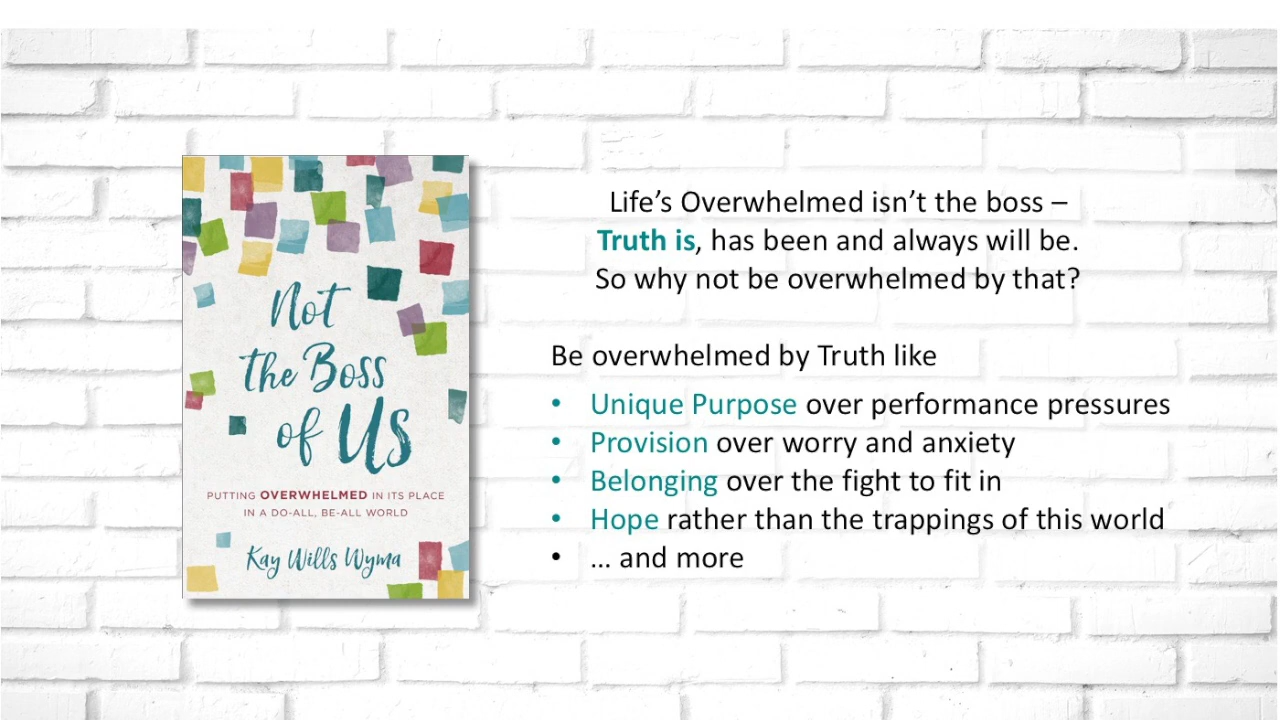 Not
the Boss
of Us
PUTTING OVERWHELMED IN ITS PLACE
IN A DO-ALL, BE-ALL WORLD
Kay Wills Wyma
Life’s Overwhelmed isn’t the boss –
Truth is, has been and always will be.
So why not be overwhelmed by that?
Be overwhelmed by Truth like
• Unique Purpose over performance pressures
• Provision over worry and anxiety
• Belonging over the fight to fit in
• Hope rather than the trappings of this world
• … and more